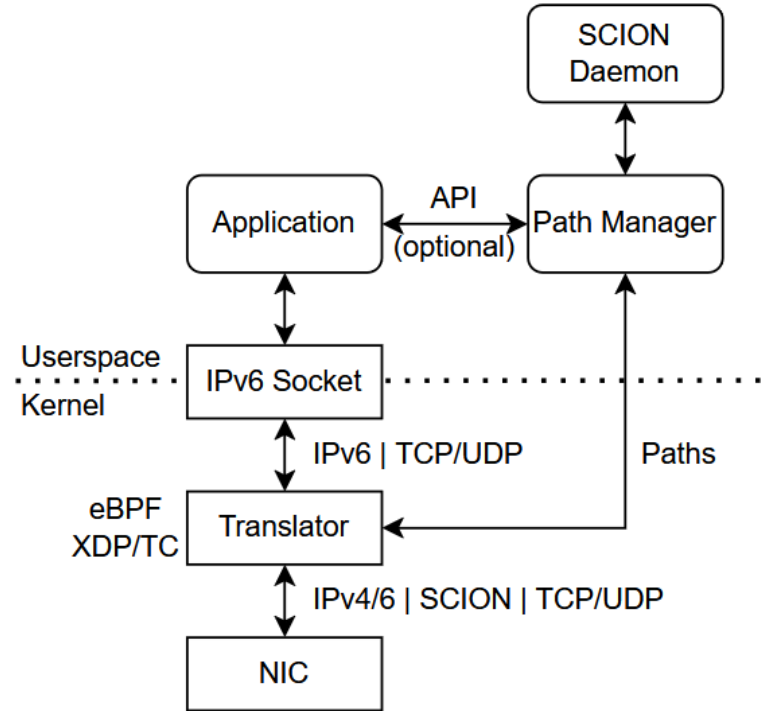 SCION
Daemon
Application
API
(optional)
Path Manager
Userspace
Kernel
IPv6 Socket
IPv6 | TCP/UDP
Paths
eBPF
XDP/TC
Translator
IPv4/6 | SCION | TCP/UDP
NIC